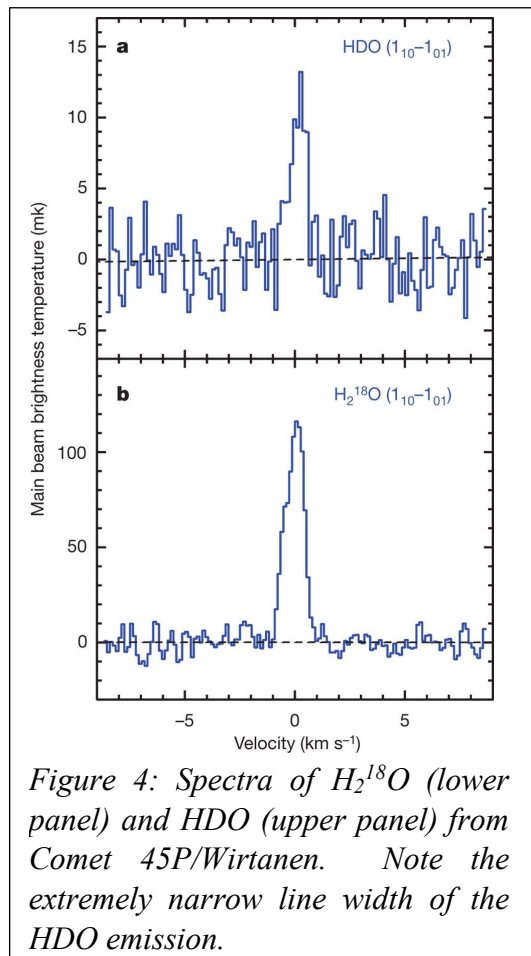 15
a
HDO (1₁₀–1₀₁)
10
5
0
−5
Main beam brightness temperature (mk)
b
H₂¹⁸O (1₁₀–1₀₁)
100
50
0
−5 0 5
Velocity (km s⁻¹)
Figure 4: Spectra of H₂¹⁸O (lower
panel) and HDO (upper panel) from
Comet 45P/Wirtanen. Note the
extremely narrow line width of the
HDO emission.